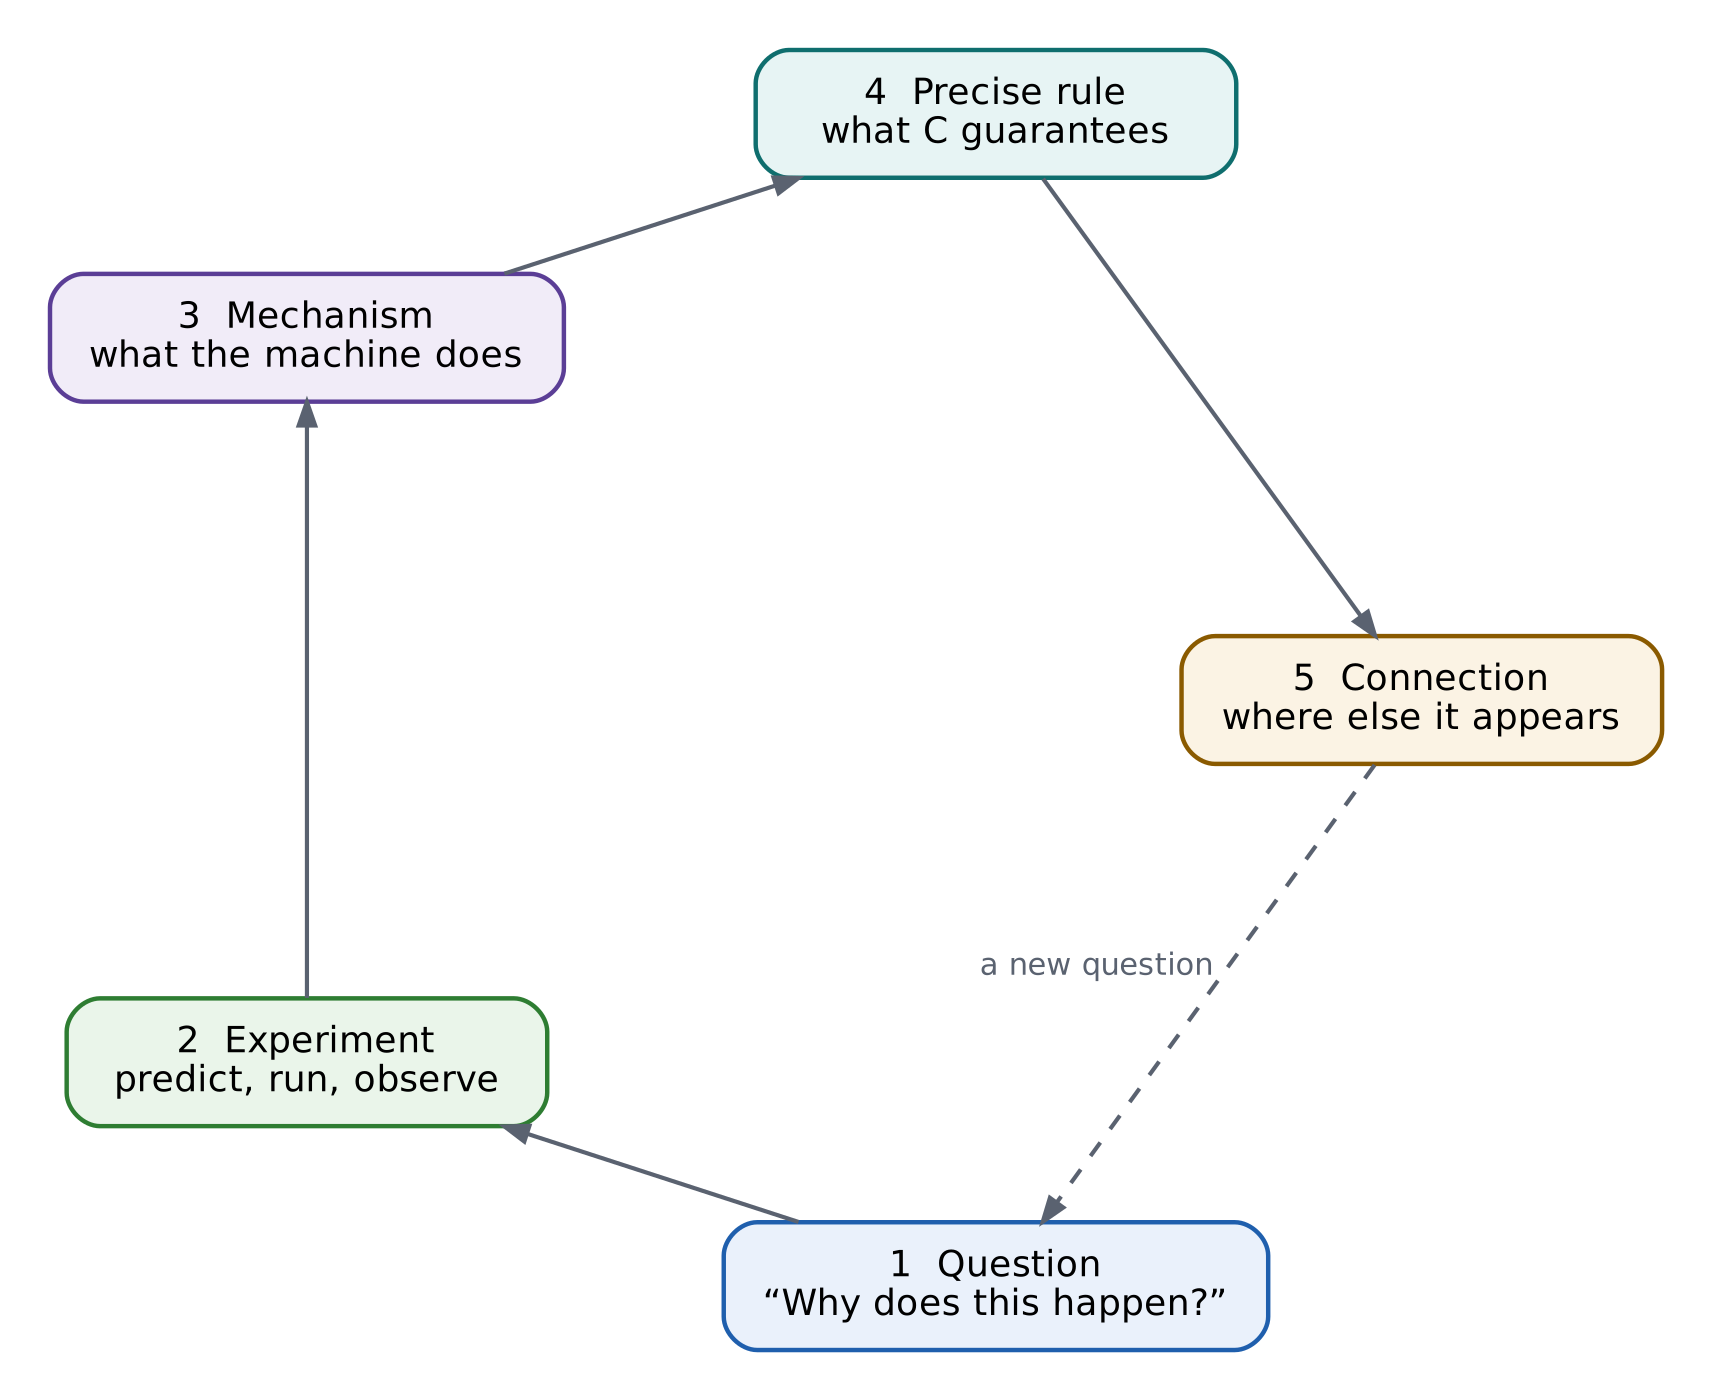 4  Precise rule
what C guarantees
3  Mechanism
what the machine does
5  Connection
where else it appears
a new question
2  Experiment
predict, run, observe
1  Question
“Why does this happen?”